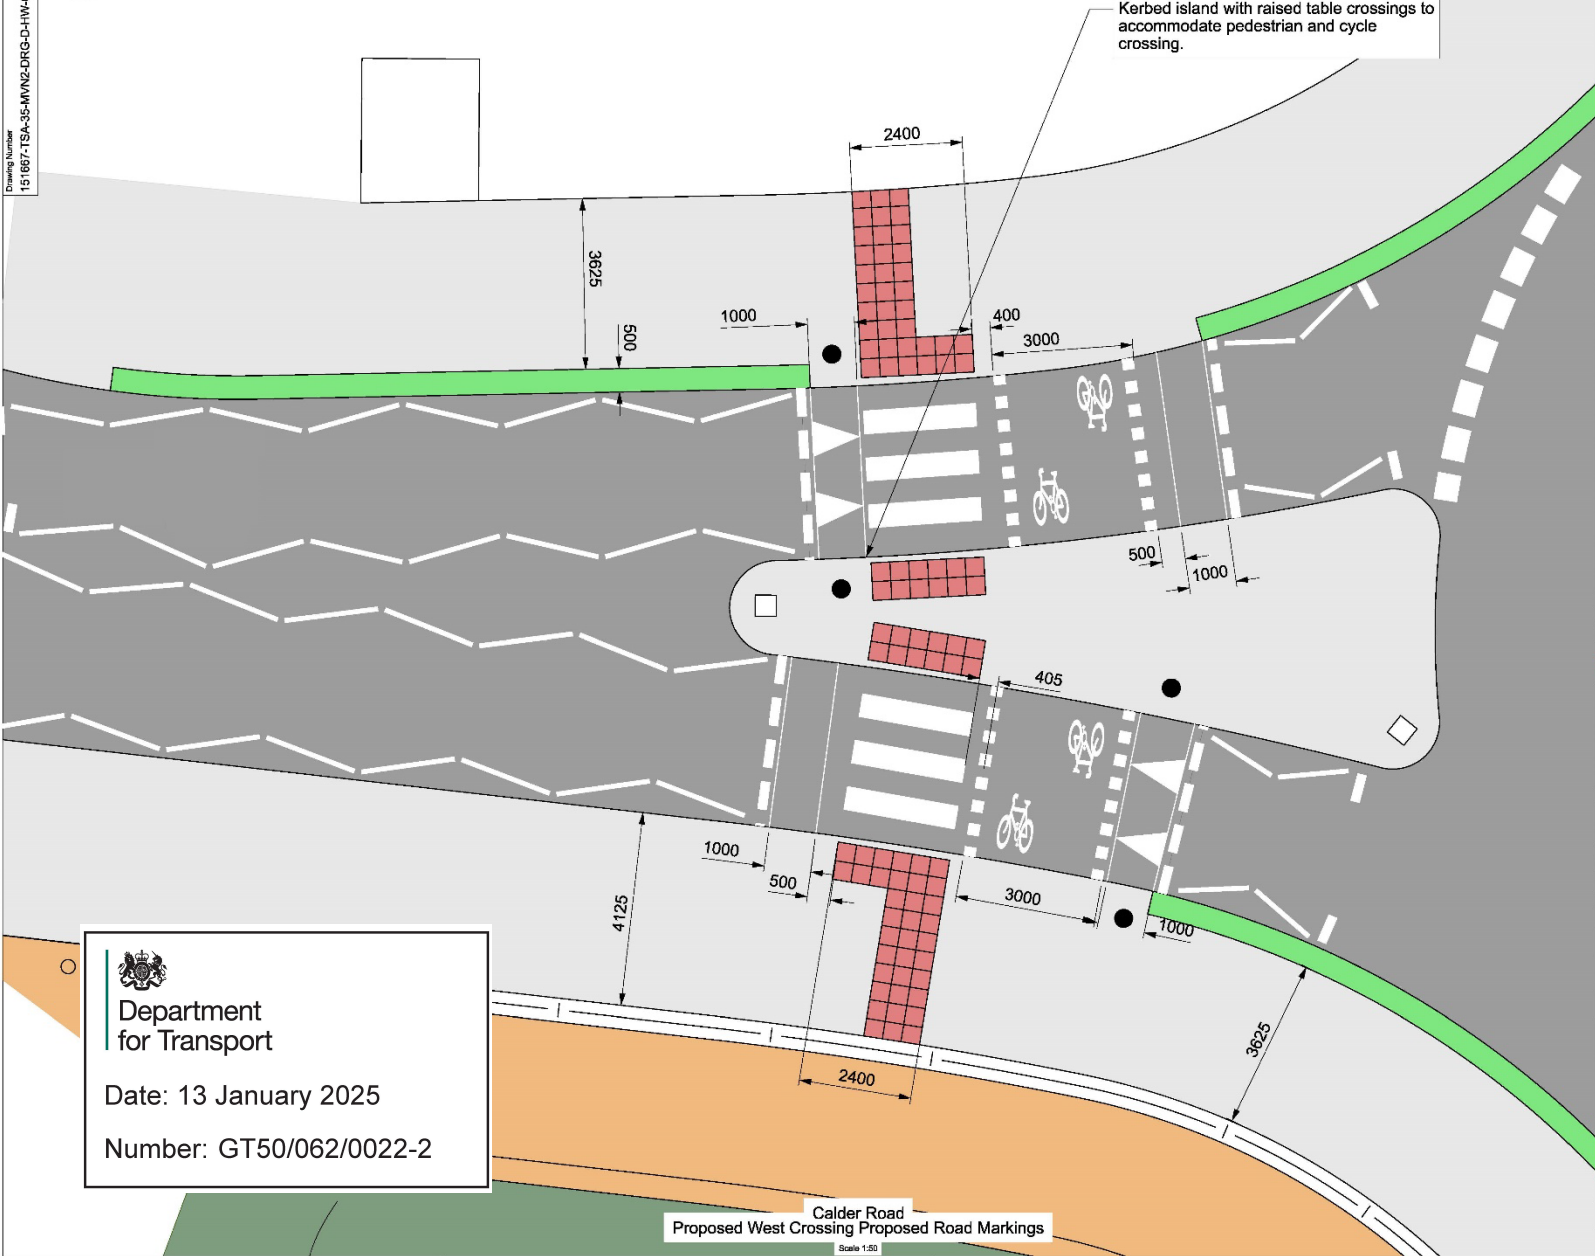 Drawing Number
151667-TSA-35-MVN2-DRG-D-HW-
Kerbed island with raised table crossings to
accommodate pedestrian and cycle
crossing.
2400
3625
1000
500
400
3000
500
1000
405
1000
500
4125
3000
1000
3625
2400
Department
for Transport
Date: 13 January 2025
Number: GT50/062/0022-2
Calder Road
Proposed West Crossing Proposed Road Markings
Scale 1:50